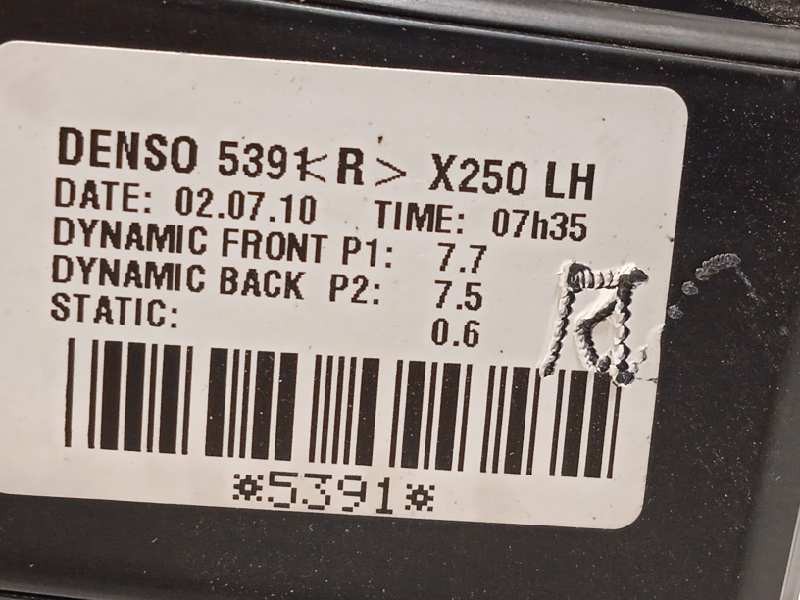 DENSO 5391<R> X250 LH
DATE: 02.07.10 TIME: 07h35
DYNAMIC FRONT P1: 7.7
DYNAMIC BACK P2: 7.5
STATIC: 0.6
*5391*